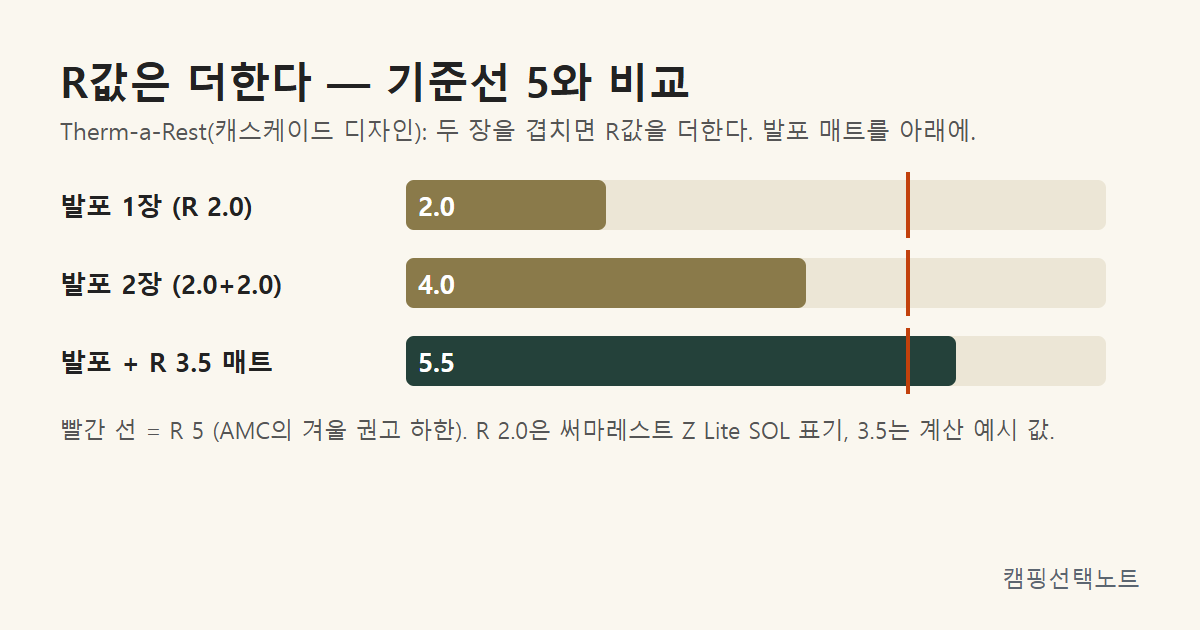 R값은 더한다 — 기준선 5와 비교
Therm-a-Rest(캐스케이드 디자인): 두 장을 겹치면 R값을 더한다. 발포 매트를 아래에.
발포 1장 (R 2.0)
2.0
발포 2장 (2.0+2.0)
4.0
발포 + R 3.5 매트
5.5
빨간 선 = R 5 (AMC의 겨울 권고 하한). R 2.0은 써마레스트 Z Lite SOL 표기, 3.5는 계산 예시 값.
캠핑선택노트